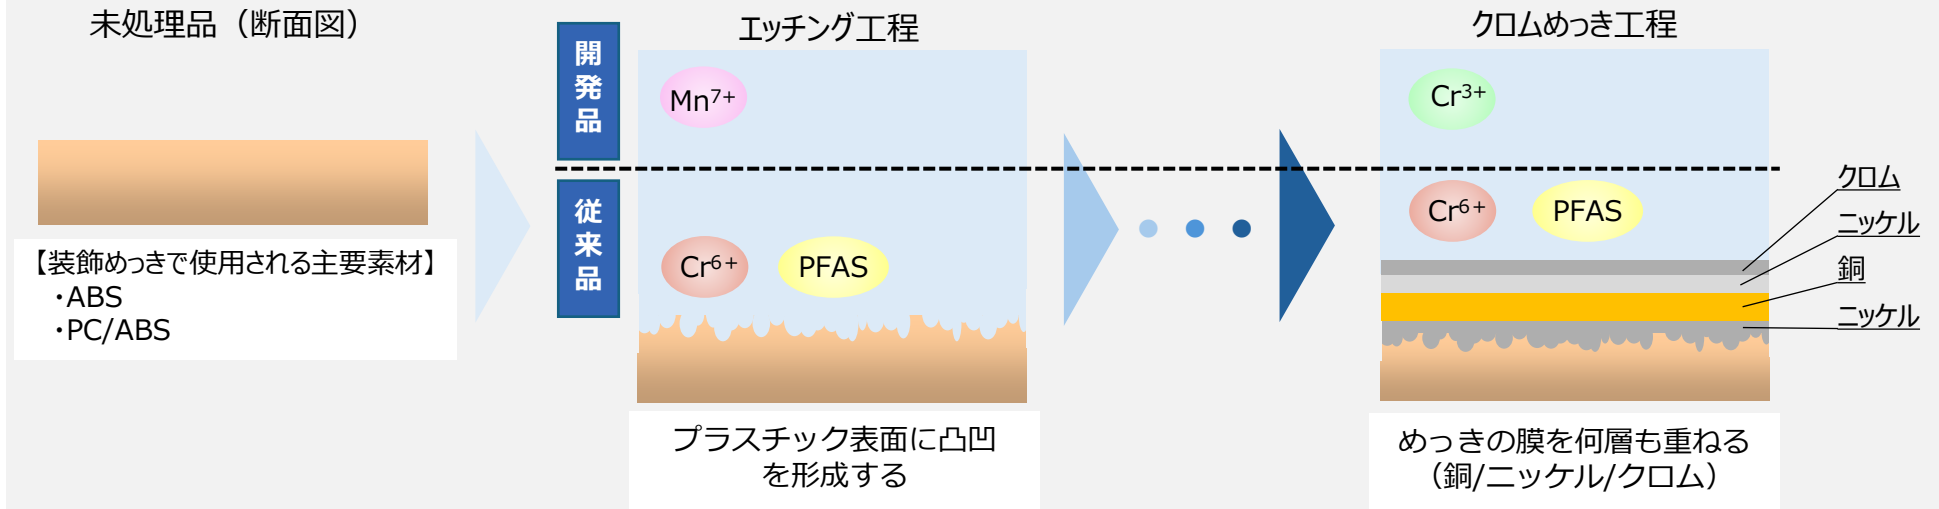 未処理品（断面図）
【装飾めっきで使用される主要素材】
・ABS
・PC/ABS
開発品
従来品
エッチング工程
Mn7+
Cr6+
PFAS
プラスチック表面に凸凹
を形成する
クロムめっき工程
Cr3+
Cr6+
PFAS
クロム
ニッケル
銅
ニッケル
めっきの膜を何層も重ねる
（銅/ニッケル/クロム）